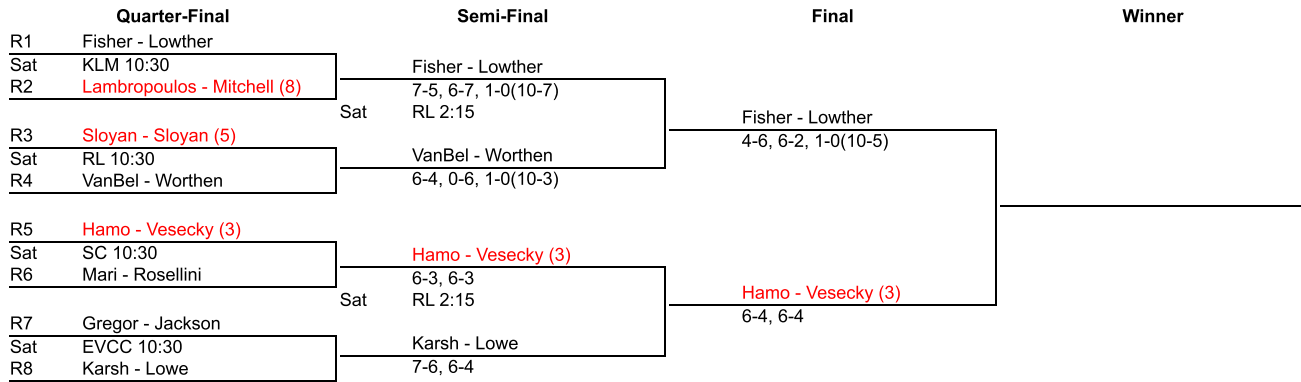 Quarter-Final Semi-Final Final Winner
R1 Fisher - Lowther
Sat KLM 10:30
R2 Lambropoulos - Mitchell (8)
R3 Sloyan - Sloyan (5)
Sat RL 10:30
R4 VanBel - Worthen
R5 Hamo - Vesecky (3)
Sat SC 10:30
R6 Mari - Rosellini
R7 Gregor - Jackson
Sat EVCC 10:30
R8 Karsh - Lowe
Fisher - Lowther
7-5, 6-7, 1-0(10-7)
Sat RL 2:15
VanBel - Worthen
6-4, 0-6, 1-0(10-3)
Hamo - Vesecky (3)
6-3, 6-3
Sat RL 2:15
Karsh - Lowe
7-6, 6-4
Fisher - Lowther
4-6, 6-2, 1-0(10-5)
Hamo - Vesecky (3)
6-4, 6-4